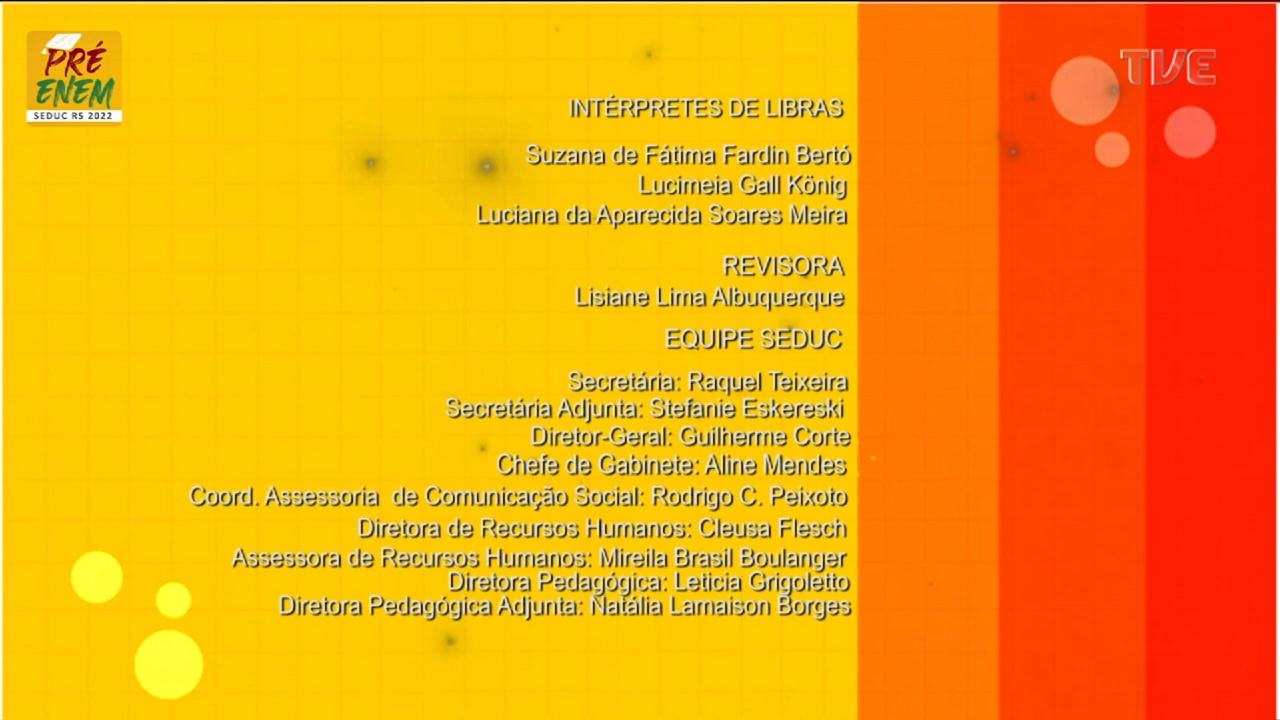 PRÉ
ENEM
SEDUC RS 2022
TVE
INTÉRPRETES DE LIBRAS
Suzana de Fátima Fardin Bertó
Lucimeia Gall König
Luciana da Aparecida Soares Meira
REVISORA
Lisiane Lima Albuquerque
EQUIPE SEDUC
Secretária: Raquel Teixeira
Secretária Adjunta: Stefanie Eskereski
Diretor-Geral: Guilherme Corte
Chefe de Gabinete: Aline Mendes
Coord. Assessoria de Comunicação Social: Rodrigo C. Peixoto
Diretora de Recursos Humanos: Cleusa Flesch
Assessora de Recursos Humanos: Mireila Brasil Boulanger
Diretora Pedagógica: Leticia Grigoletto
Diretora Pedagógica Adjunta: Natália Lamaison Borges